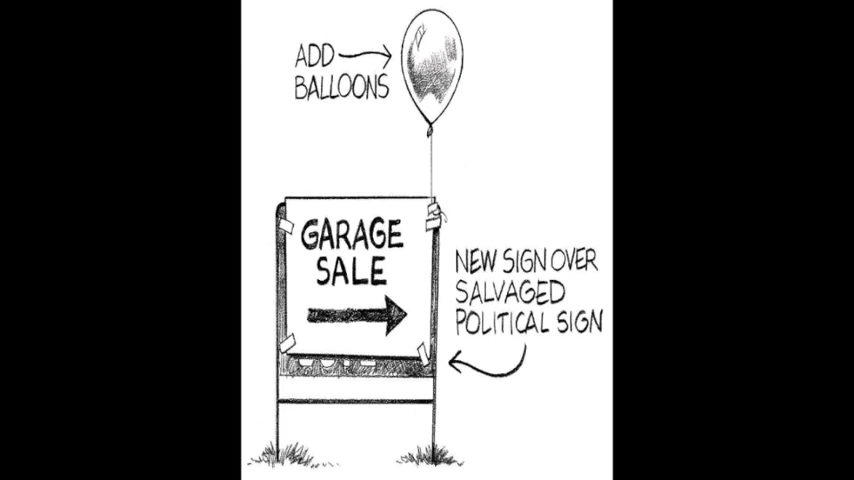 ADD
BALLOONS
GARAGE
SALE
NEW SIGN OVER
SALVAGED
POLITICAL SIGN